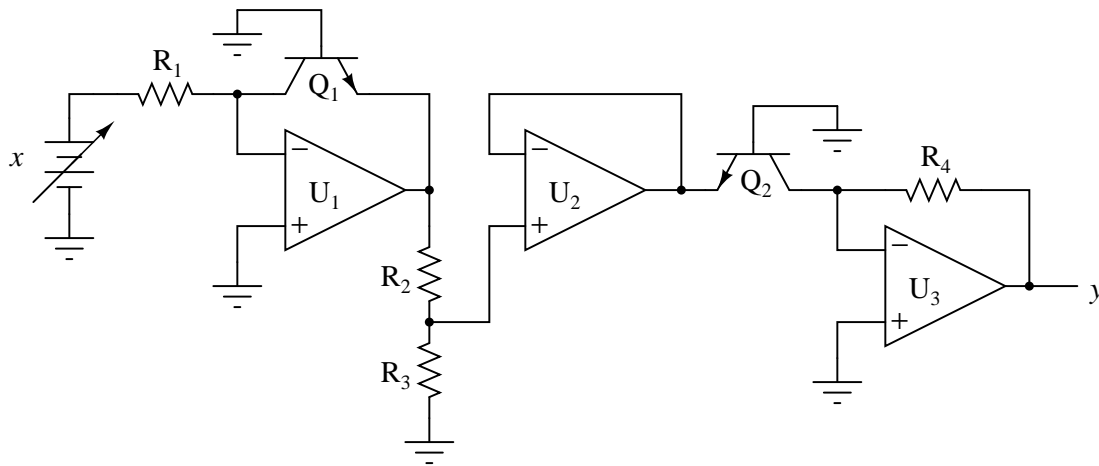 R1
Q1
x
−
U1
+
−
U2
+
Q2
R4
R2
−
U3
+
y
R3